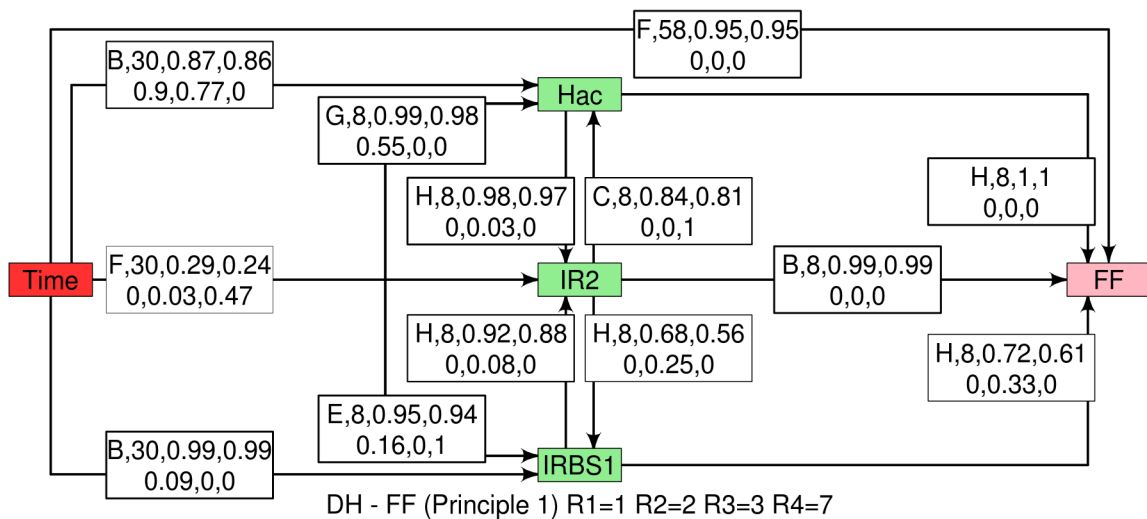 F,58,0.95,0.95
0,0,0
B,30,0.87,0.86
0.9,0.77,0
Hac
G,8,0.99,0.98
0.55,0,0
H,8,0.98,0.97
0,0.03,0
C,8,0.84,0.81
0,0,1
H,8,1,1
0,0,0
Time
F,30,0.29,0.24
0,0.03,0.47
IR2
B,8,0.99,0.99
0,0,0
FF
H,8,0.92,0.88
0,0.08,0
H,8,0.68,0.56
0,0.25,0
H,8,0.72,0.61
0,0.33,0
E,8,0.95,0.94
0.16,0,1
B,30,0.99,0.99
0.09,0,0
IRBS1
DH - FF (Principle 1) R1=1 R2=2 R3=3 R4=7